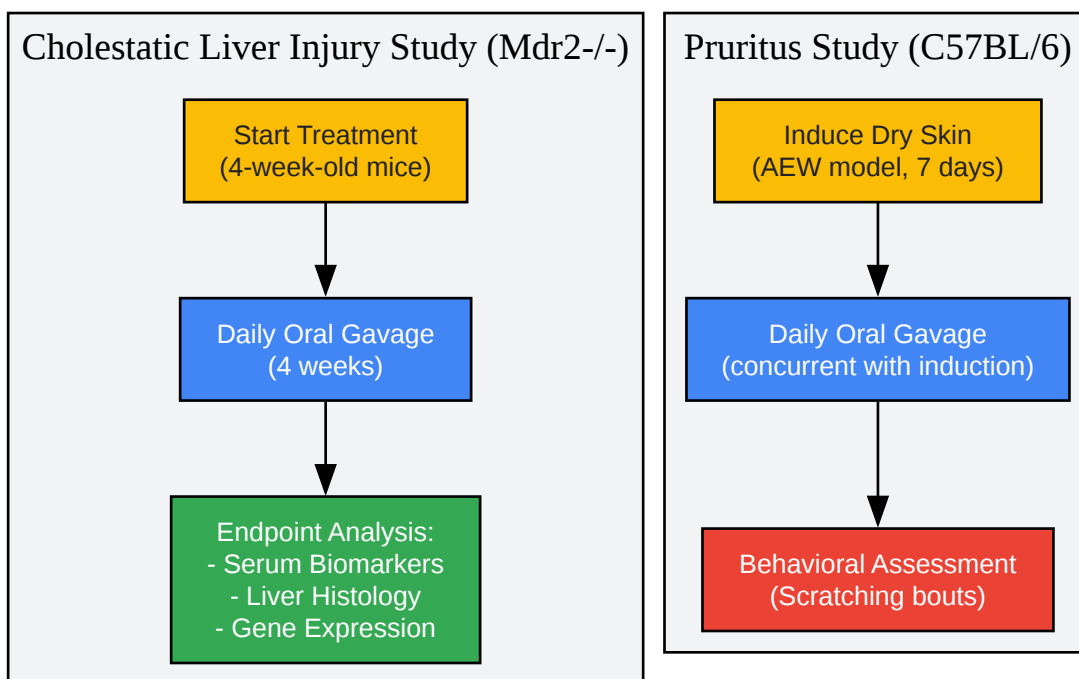 Cholestatic Liver Injury Study (Mdr2-/-)
Start Treatment
(4-week-old mice)
Daily Oral Gavage
(4 weeks)
Endpoint Analysis:
- Serum Biomarkers
- Liver Histology
- Gene Expression
Pruritus Study (C57BL/6)
Induce Dry Skin
(AEW model, 7 days)
Daily Oral Gavage
(concurrent with induction)
Behavioral Assessment
(Scratching bouts)